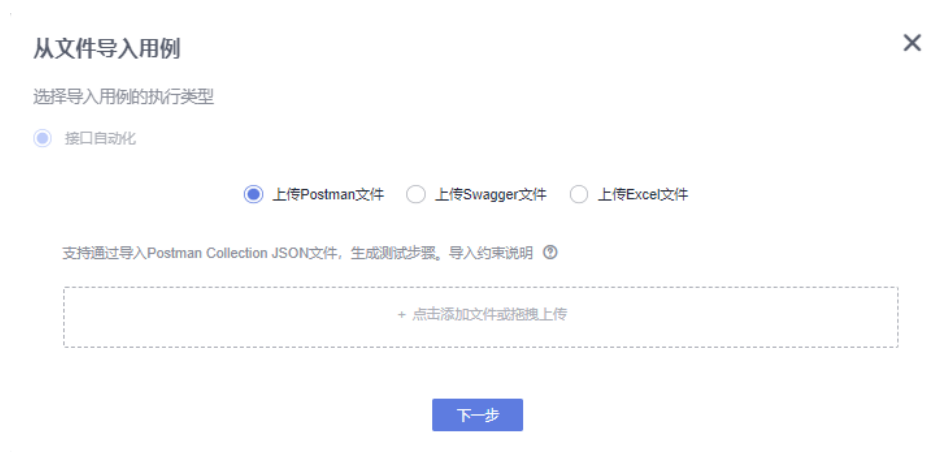 从文件导入用例
选择导入用例的执行类型
接口自动化
上传Postman文件 上传Swagger文件 上传Excel文件
支持通过导入Postman Collection JSON文件，生成测试步骤。导入约束说明 ?
+ 点击添加文件或拖拽上传
下一步